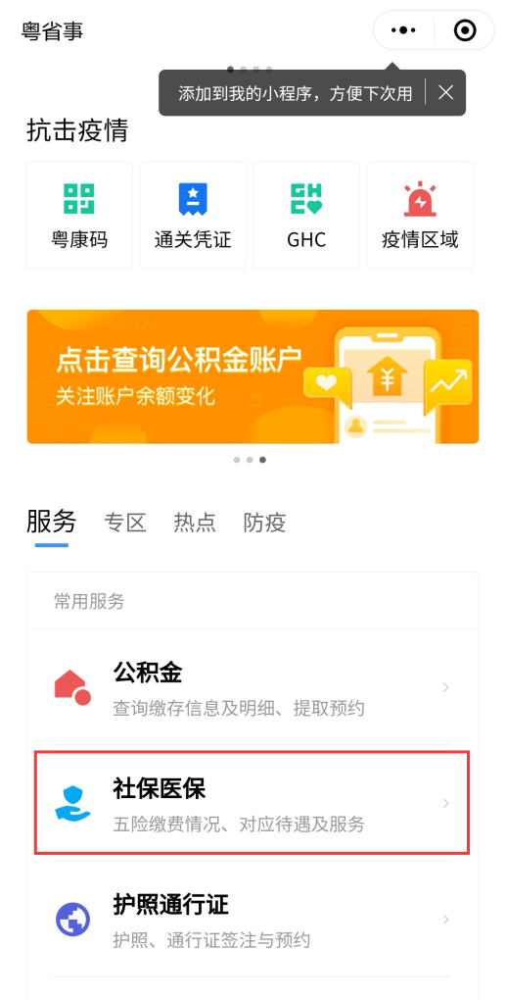 粤省事
添加到我的小程序，方便下次用
抗击疫情
粤康码 通关凭证 GHC 疫情区域
点击查询公积金账户
关注账户余额变化
服务 专区 热点 防疫
常用服务
公积金
查询缴存信息及明细、提取预约
社保医保
五险缴费情况、对应待遇及服务
护照通行证
护照、通行证签注与预约